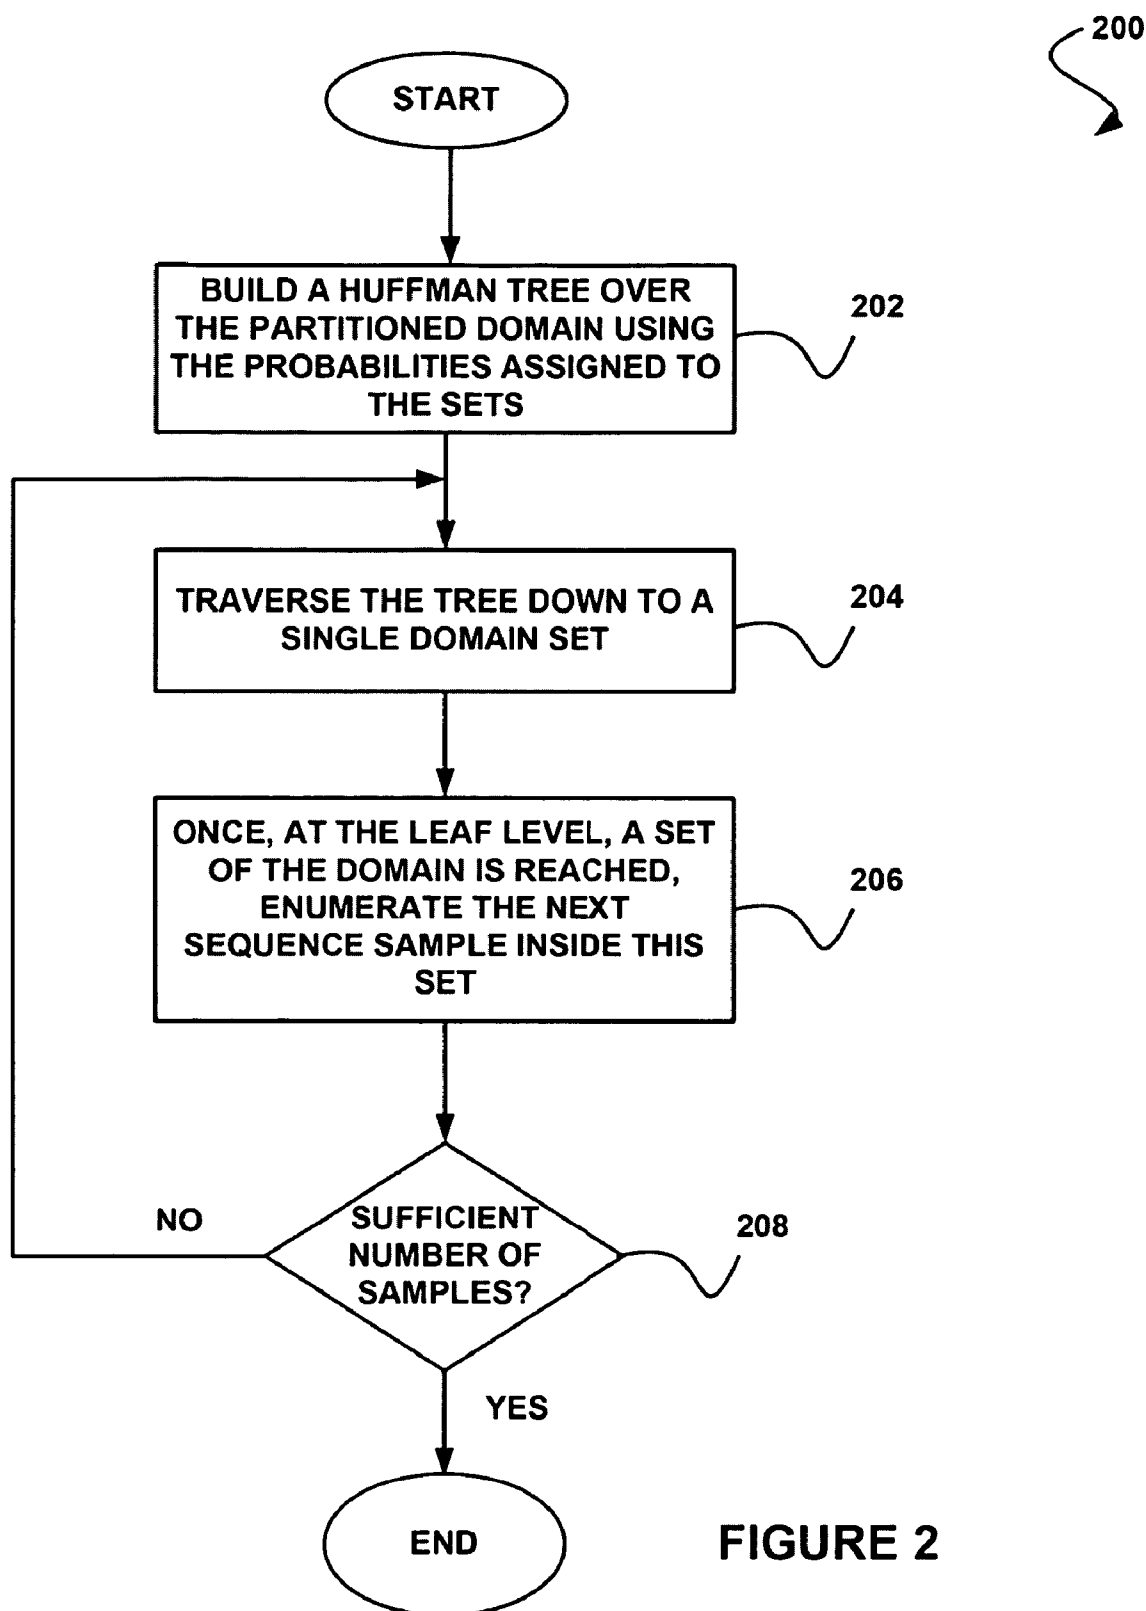 200
START
BUILD A HUFFMAN TREE OVER
THE PARTITIONED DOMAIN USING
THE PROBABILITIES ASSIGNED TO
THE SETS
202
TRAVERSE THE TREE DOWN TO A
SINGLE DOMAIN SET
204
ONCE, AT THE LEAF LEVEL, A SET
OF THE DOMAIN IS REACHED,
ENUMERATE THE NEXT
SEQUENCE SAMPLE INSIDE THIS
SET
206
SUFFICIENT
NUMBER OF
SAMPLES?
208
NO
YES
END
FIGURE 2